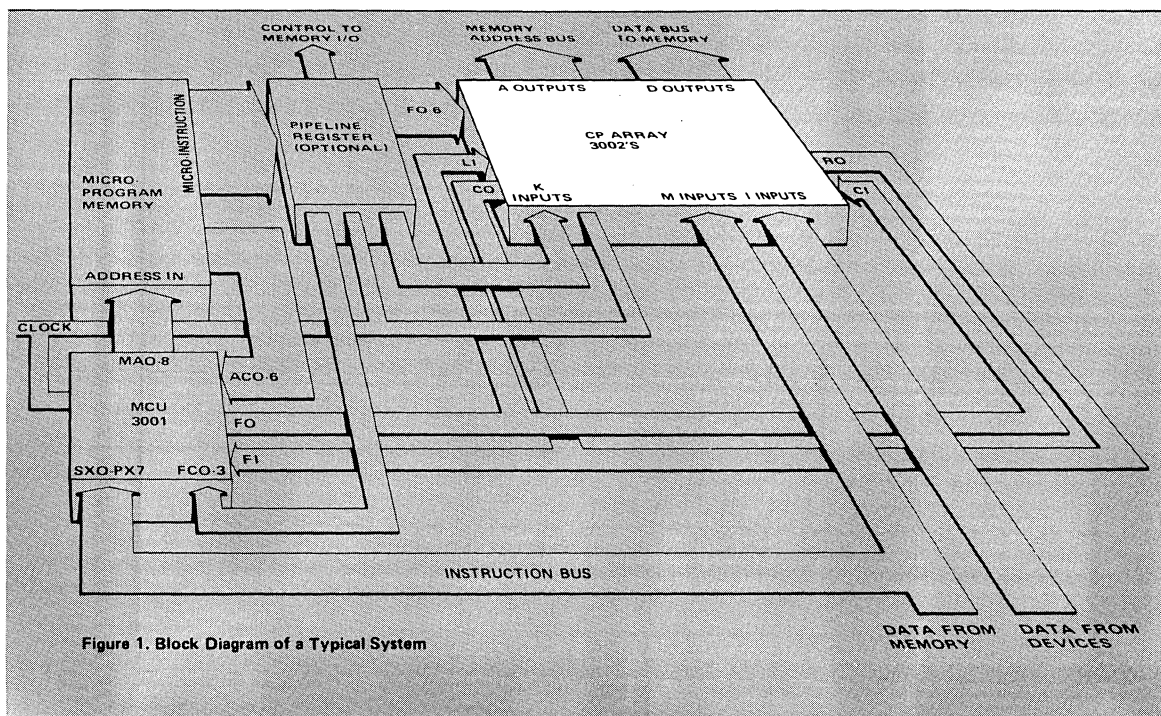 CONTROL TO
MEMORY I/O
MEMORY
ADDRESS BUS
DATA BUS
TO MEMORY
MICRO-INSTRUCTION
MICRO-
PROGRAM
MEMORY
ADDRESS IN
PIPELINE
REGISTER
(OPTIONAL)
FO-6
A OUTPUTS
D OUTPUTS
CP ARRAY
3002'S
LI
CO
K
INPUTS
M INPUTS
I INPUTS
RO
CI
CLOCK
MAO-8
ACO-6
MCU
3001
FO
FI
SXO-PX7
FCO-3
INSTRUCTION BUS
DATA FROM
MEMORY
DATA FROM
DEVICES
Figure 1. Block Diagram of a Typical System